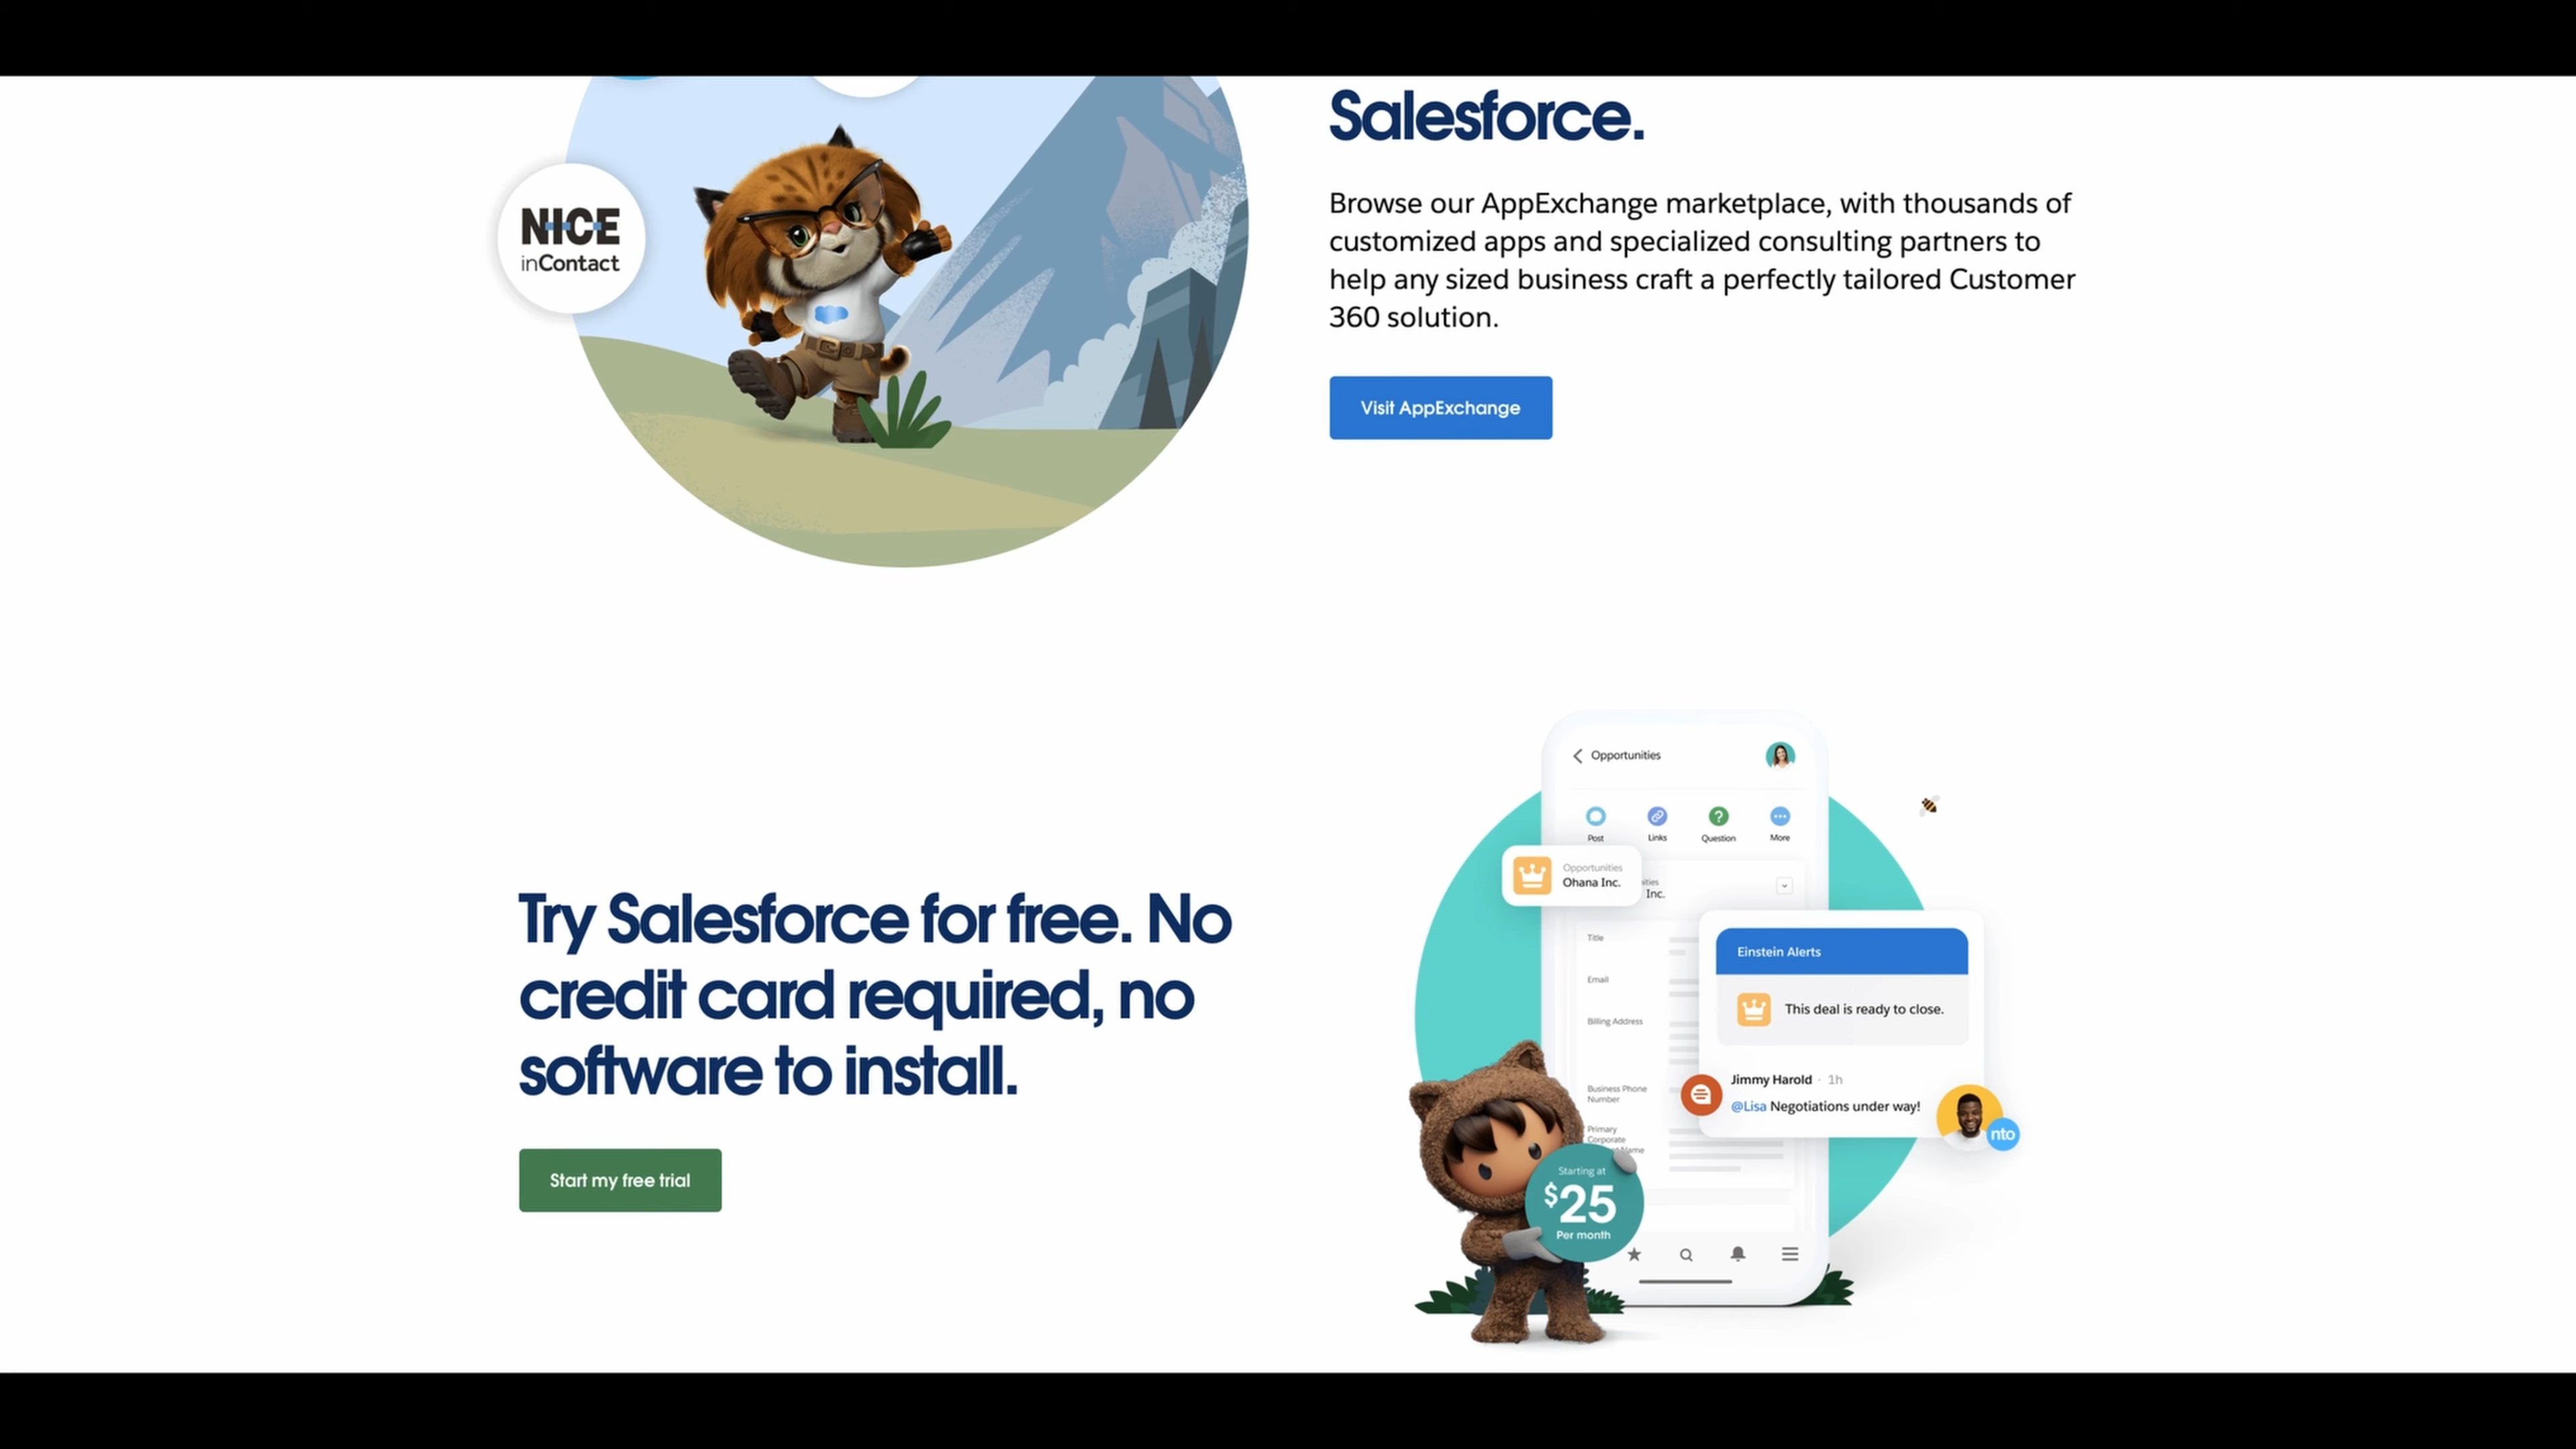 Salesforce.
NICE
inContact
Browse our AppExchange marketplace, with thousands of
customized apps and specialized consulting partners to
help any sized business craft a perfectly tailored Customer
360 solution.
Visit AppExchange
Try Salesforce for free. No
credit card required, no
software to install.
Start my free trial
Opportunities
Post Links Question More
Opportunities
Ohana Inc.
Inc.
Title
Email
Billing Address
Business Phone
Number
Primary
Corporate
Name
Einstein Alerts
This deal is ready to close.
Jimmy Harold · 1h
@Lisa Negotiations under way!
nto
Starting at
$25
Per month